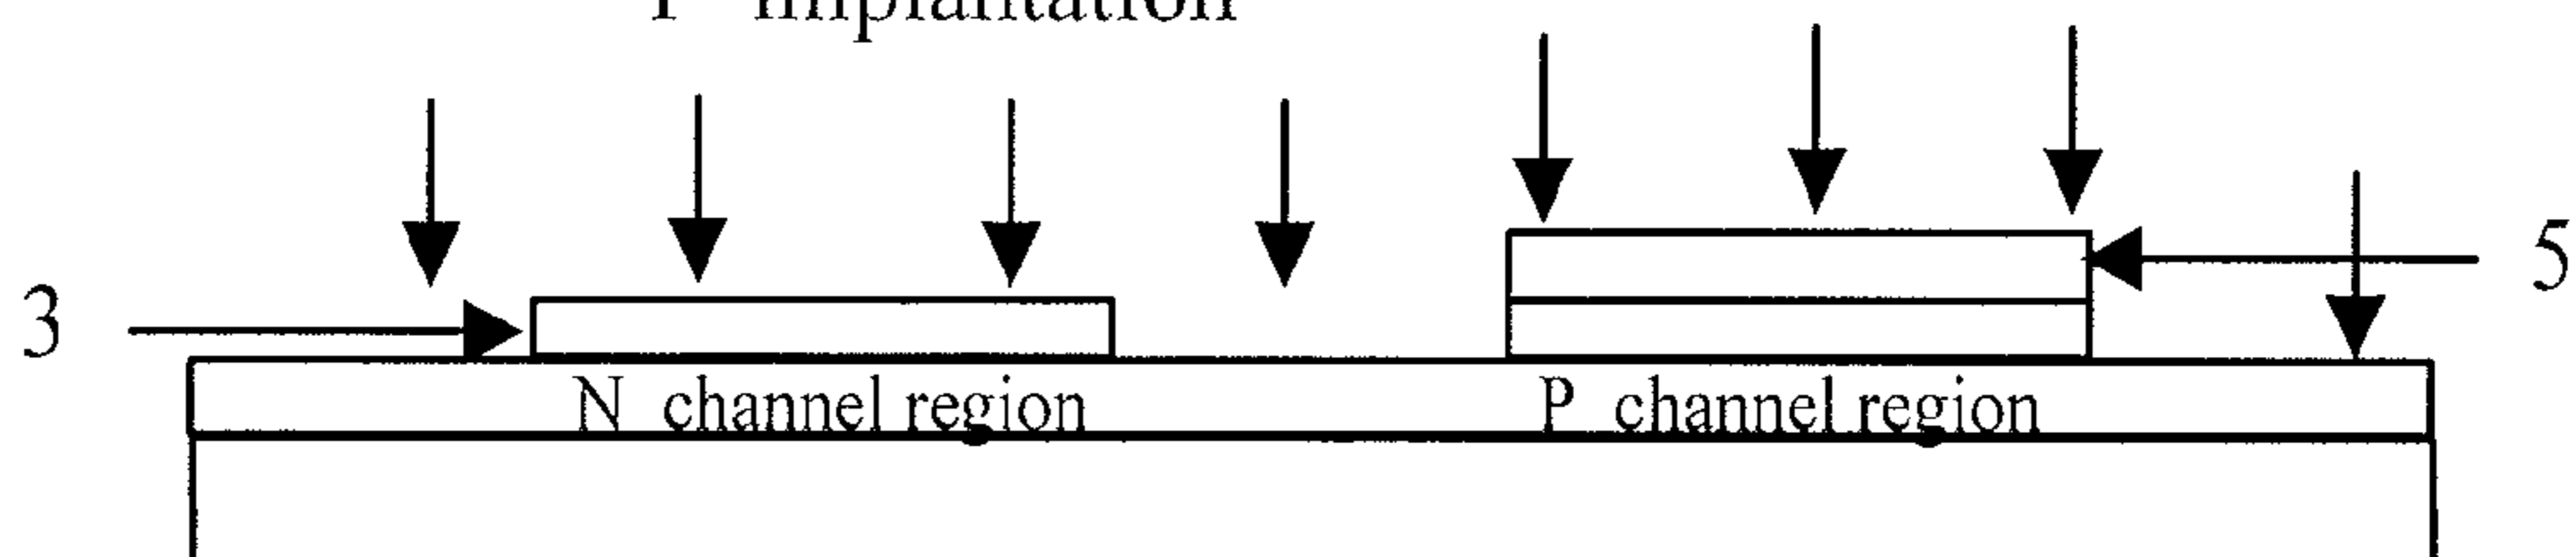 implantation
5
3
N channel region
P channel region